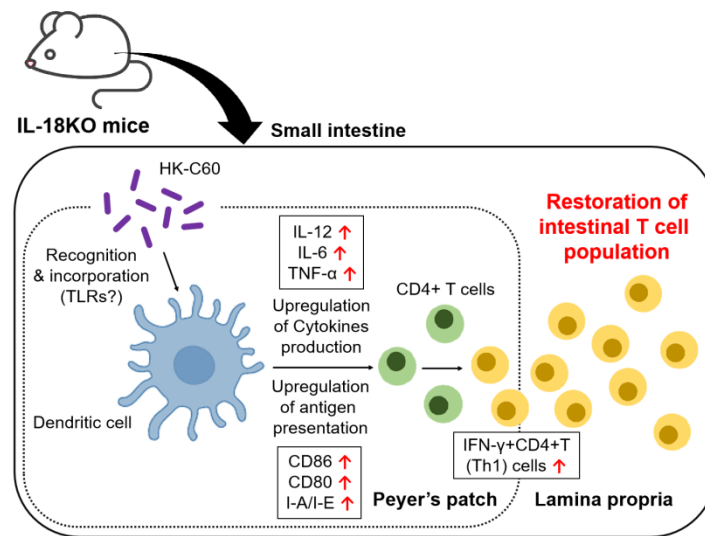 IL-18KO mice
Small intestine
HK-C60
Recognition
& incorporation
(TLRs?)
Dendritic cell
IL-12 ↑
IL-6 ↑
TNF-α ↑
Upregulation
of Cytokines
production
Upregulation
of antigen
presentation
CD86 ↑
CD80 ↑
I-A/I-E ↑
CD4+ T cells
Peyer's patch
Restoration of
intestinal T cell
population
IFN-γ+CD4+T
(Th1) cells ↑
Lamina propria